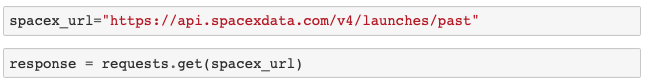 spacex_url="https://api.spacexdata.com/v4/launches/past"
response = requests.get(spacex_url)